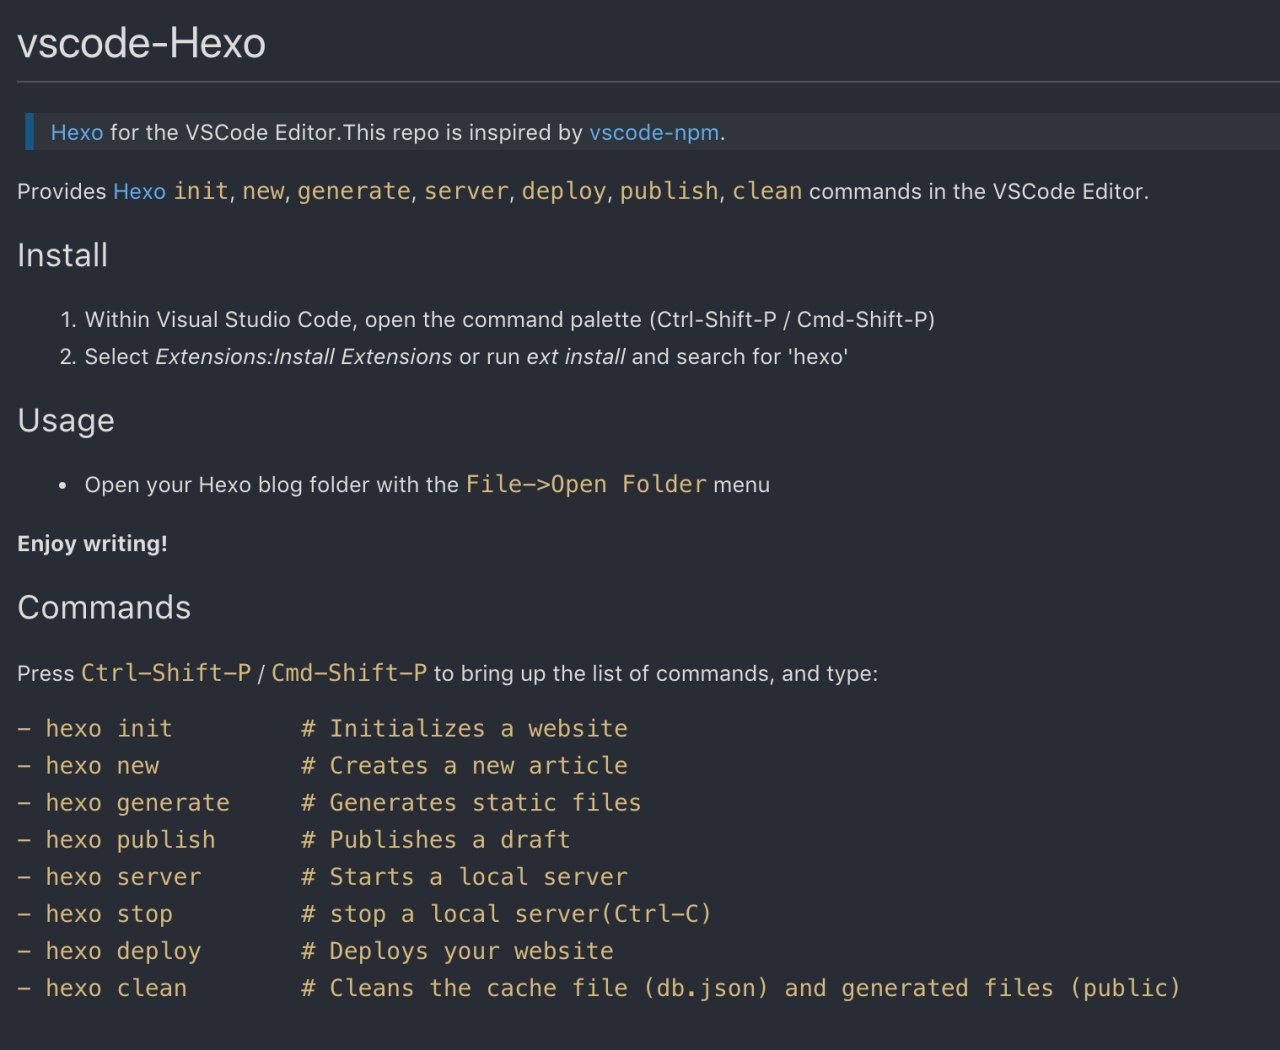 vscode-Hexo
Hexo for the VSCode Editor.This repo is inspired by vscode-npm.
Provides Hexo init, new, generate, server, deploy, publish, clean commands in the VSCode Editor.
Install
1. Within Visual Studio Code, open the command palette (Ctrl-Shift-P / Cmd-Shift-P)
2. Select Extensions:Install Extensions or run ext install and search for 'hexo'
Usage
• Open your Hexo blog folder with the File->Open Folder menu
Enjoy writing!
Commands
Press Ctrl-Shift-P / Cmd-Shift-P to bring up the list of commands, and type:
- hexo init         # Initializes a website
- hexo new          # Creates a new article
- hexo generate     # Generates static files
- hexo publish      # Publishes a draft
- hexo server       # Starts a local server
- hexo stop         # stop a local server(Ctrl-C)
- hexo deploy       # Deploys your website
- hexo clean        # Cleans the cache file (db.json) and generated files (public)